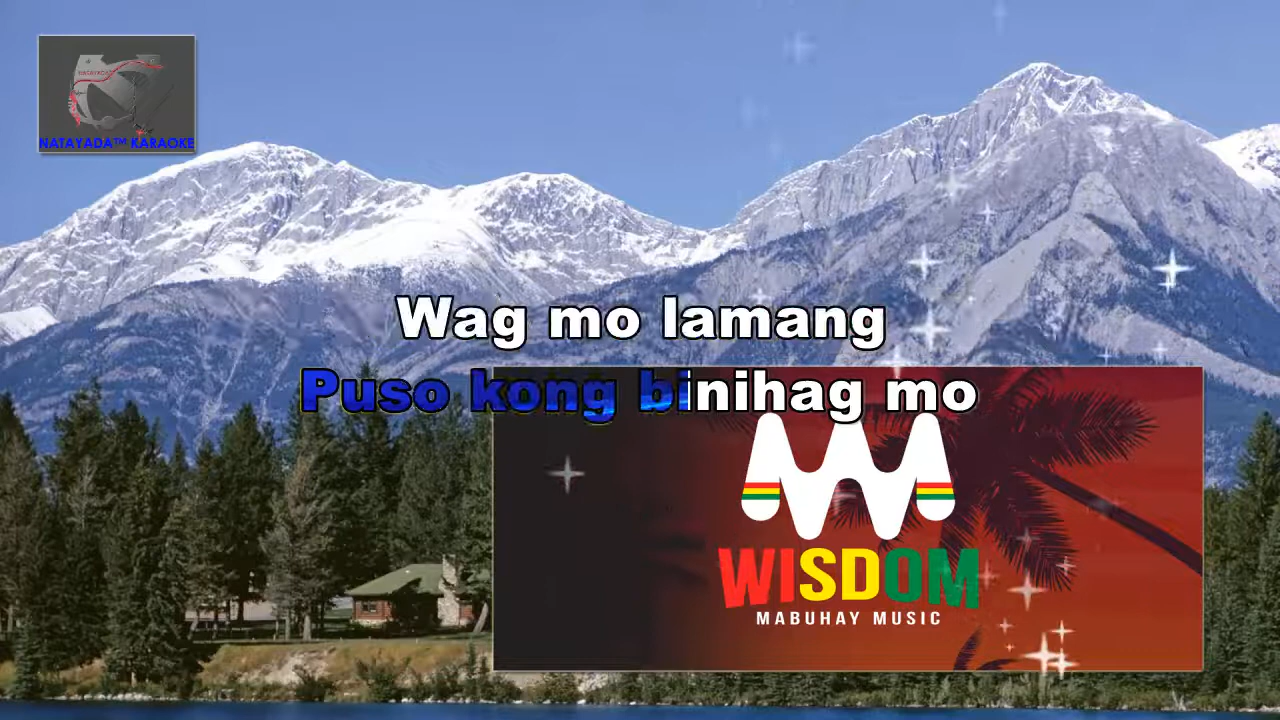 NATAYADA™ KARAOKE
Wag mo lamang
Puso kong binihag mo
WISDOM
MABUHAY MUSIC